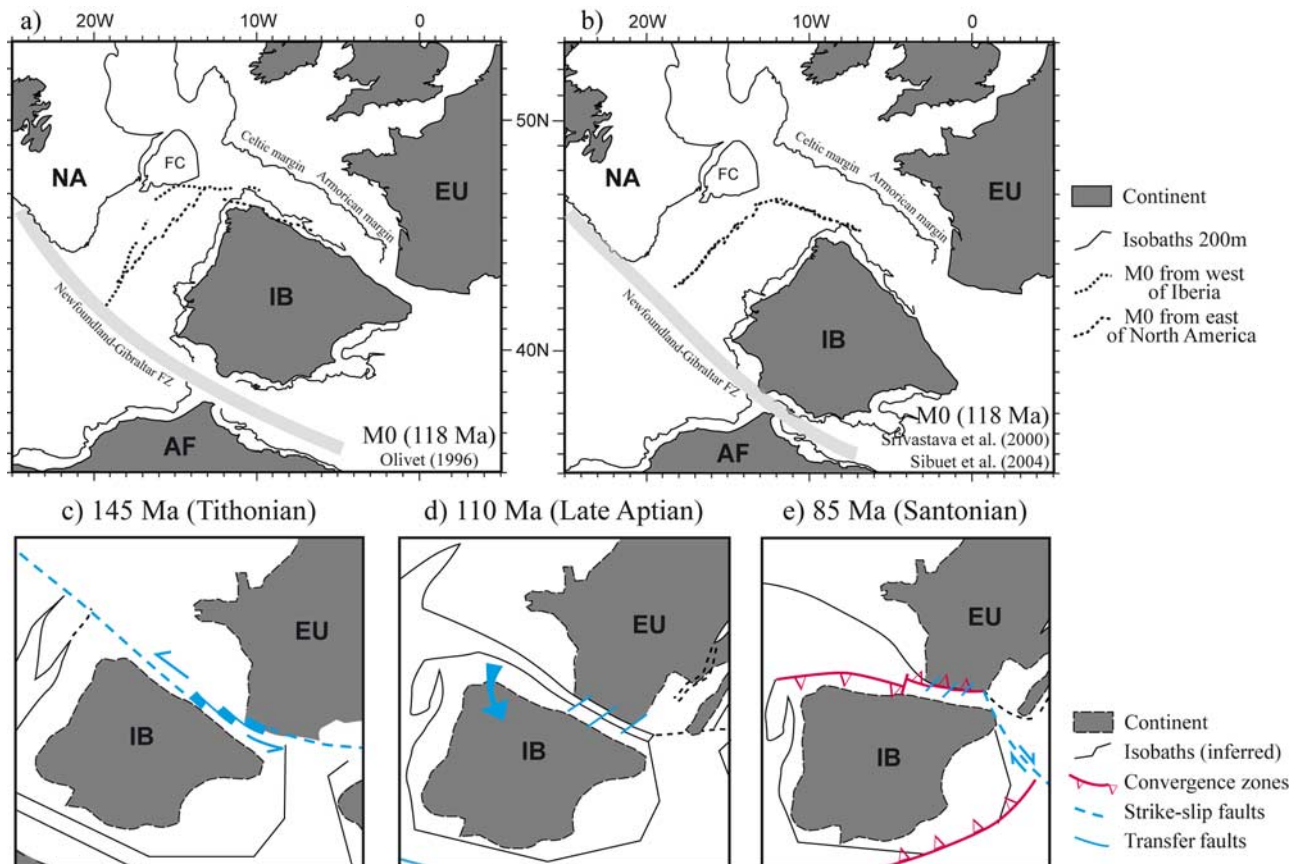 20W 10W 0
a)
50N
40N
NA
FC
Celtic margin
Armorican margin
EU
IB
Newfoundland-Gibraltar FZ
AF
M0 (118 Ma)
Olivet (1996)
20W 10W 0
b)
NA
FC
Celtic margin
Armorican margin
EU
IB
Newfoundland-Gibraltar FZ
AF
M0 (118 Ma)
Srivastava et al. (2000)
Sibuet et al. (2004)
Continent
Isobaths 200m
M0 from west
of Iberia
M0 from east
of North America
c) 145 Ma (Tithonian)
EU
IB
d) 110 Ma (Late Aptian)
EU
IB
e) 85 Ma (Santonian)
EU
IB
Continent
Isobaths (inferred)
Convergence zones
Strike-slip faults
Transfer faults